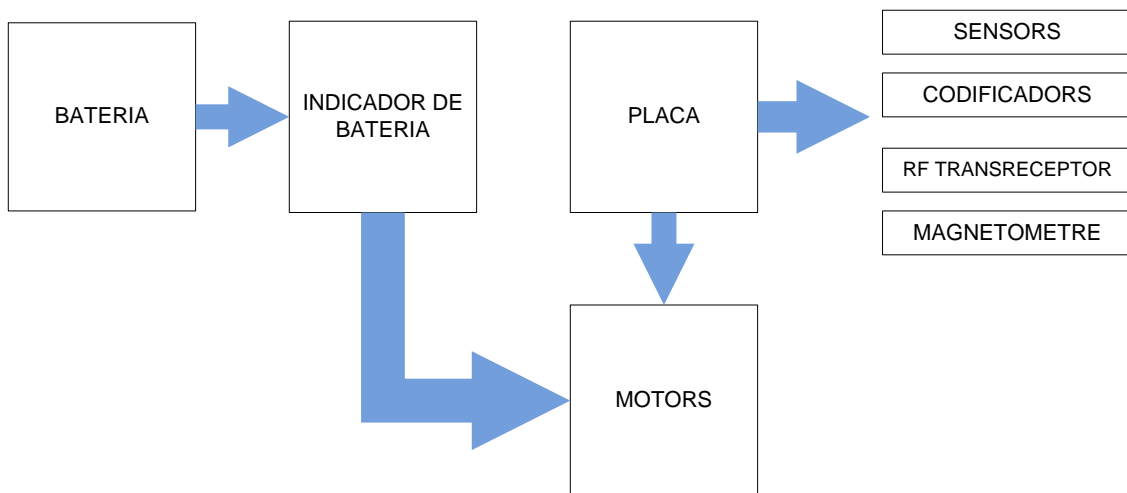 BATERIA
INDICADOR DE
BATERIA
PLACA
SENSORS
CODIFICADORS
RF TRANSRECEPTOR
MAGNETOMETRE
MOTORS